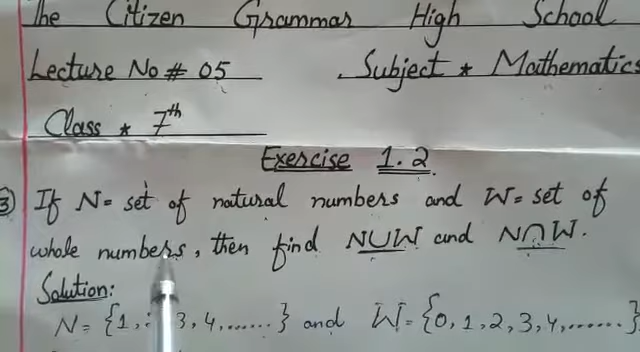 The Citizen Grammar High School
Lecture No # 05 . Subject * Mathematics
Class * 7th
Exercise 1.2
③ If N= set of natural numbers and W= set of
whole numbers, then find NUW and N∩W.
Solution:
N = {1, 3, 4,......} and W={0, 1, 2, 3, 4,......}